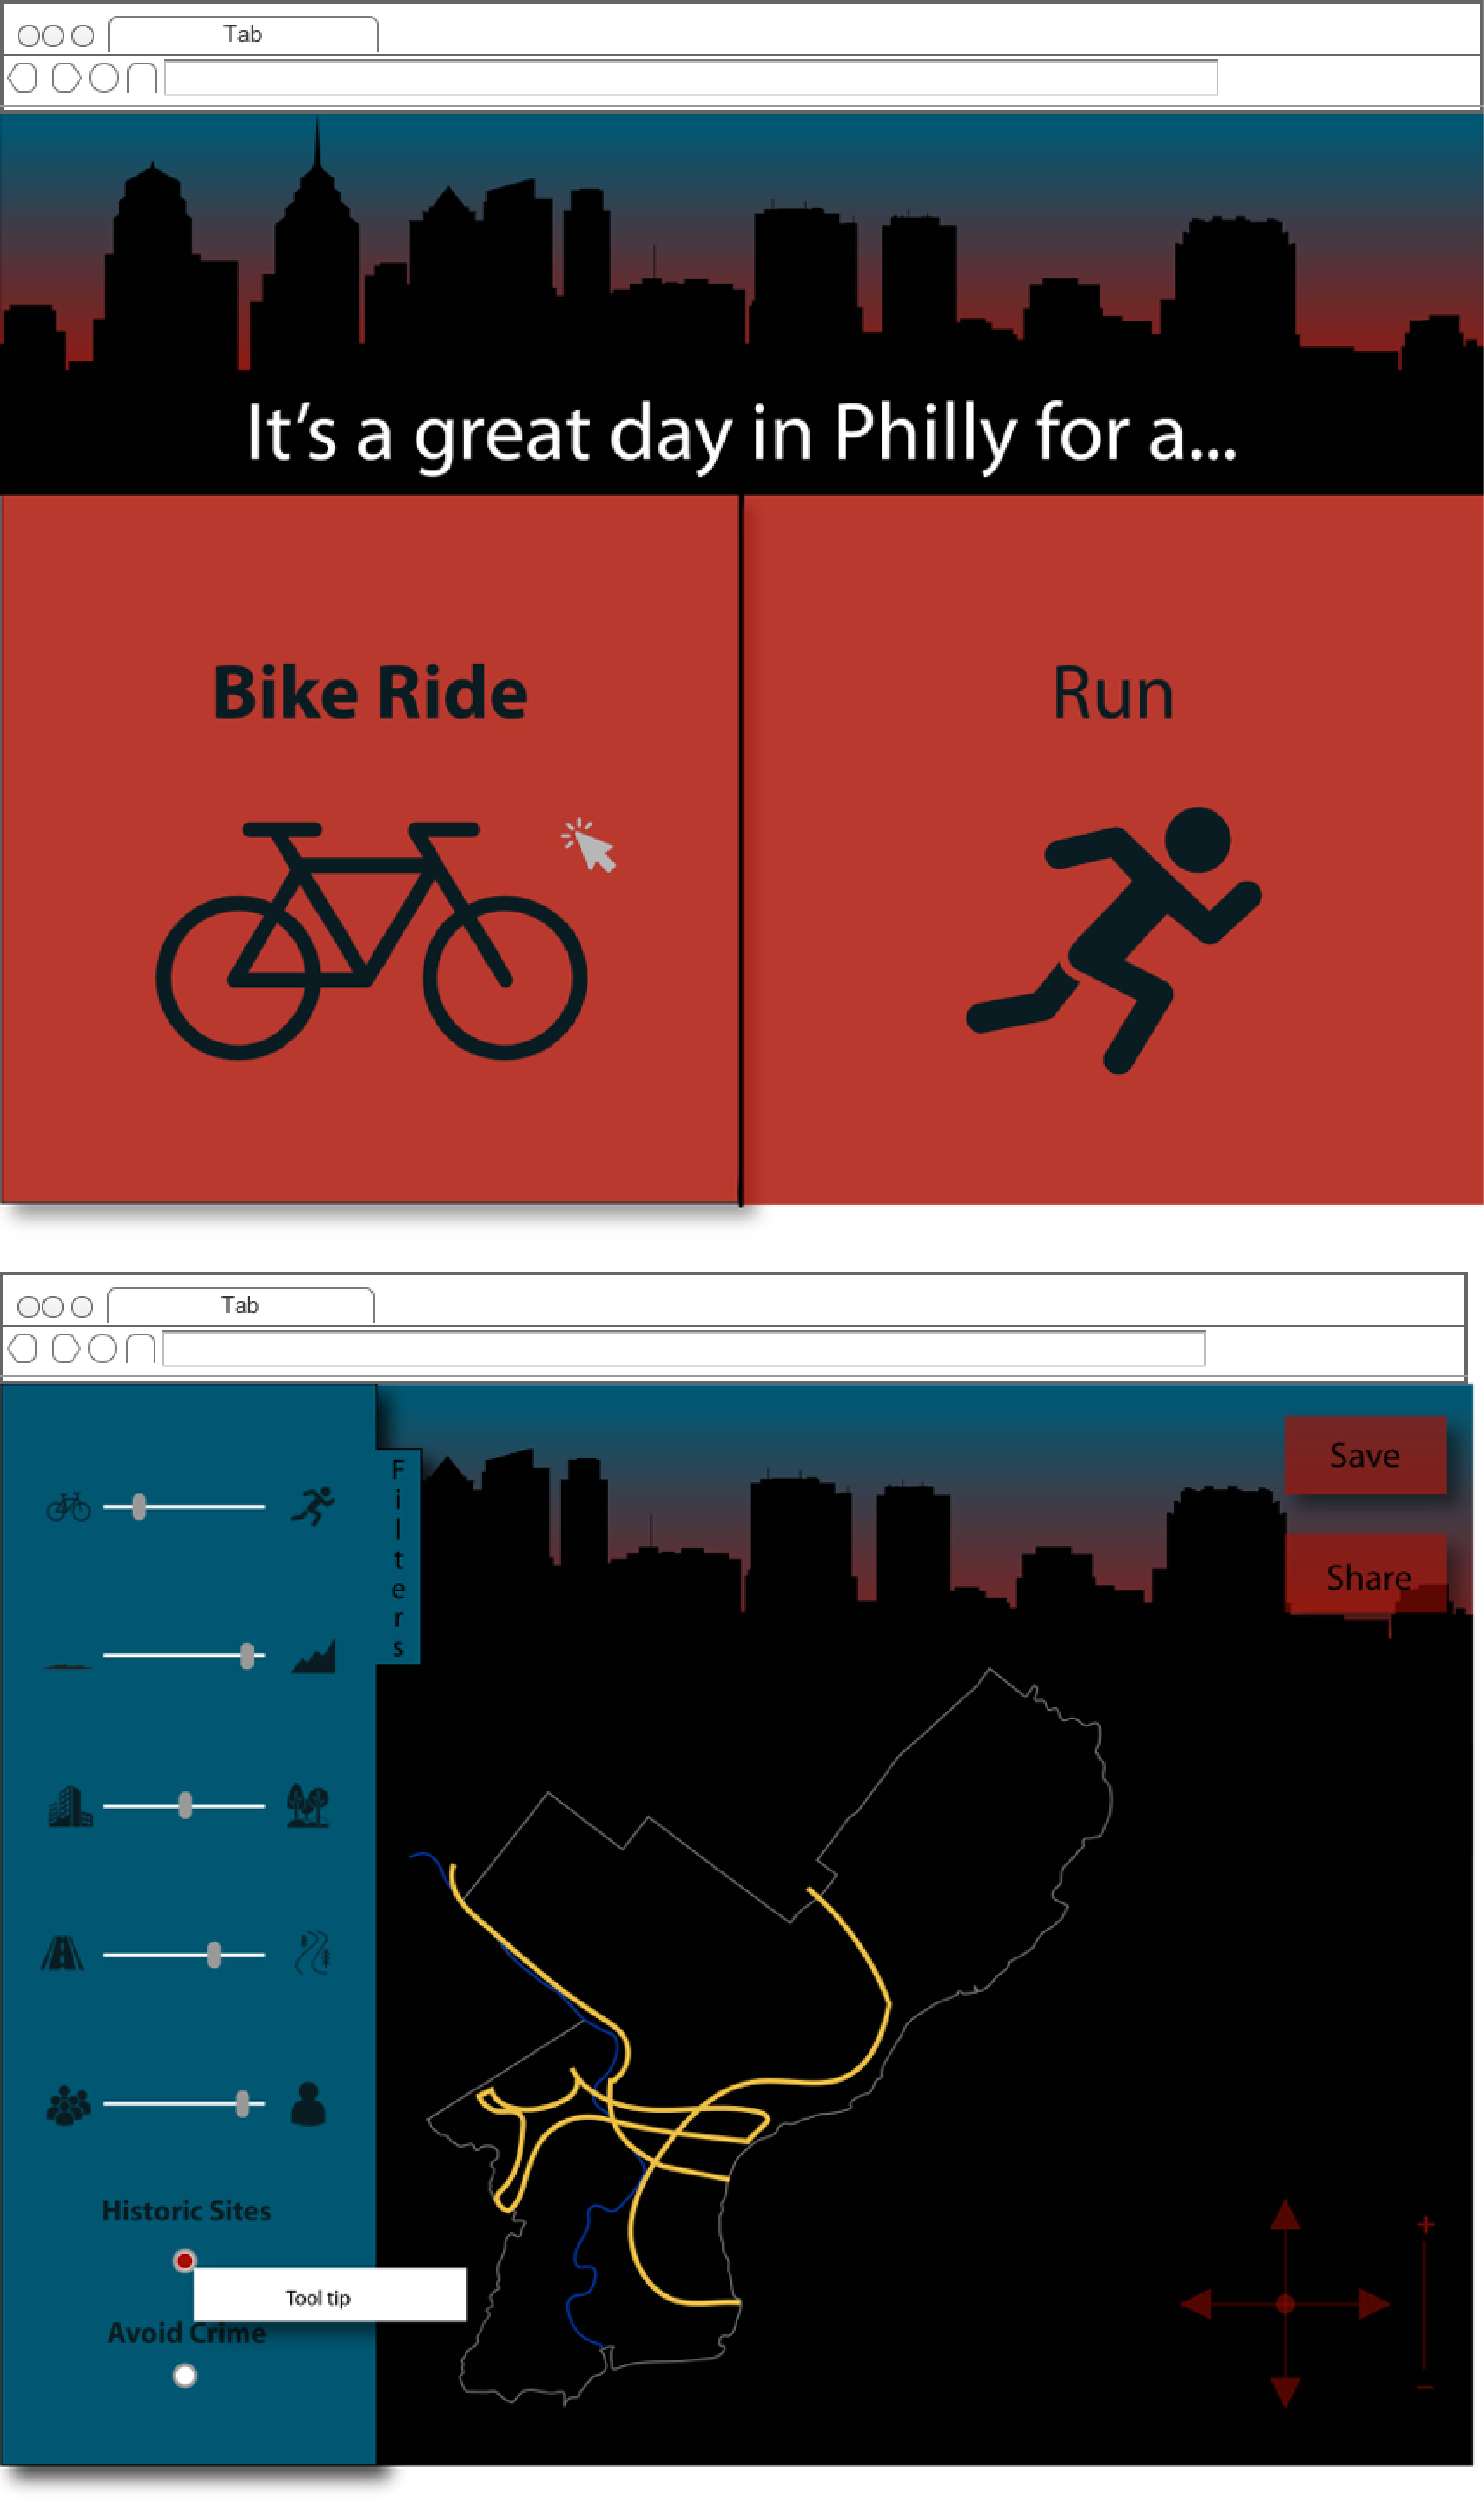 Tab
It's a great day in Philly for a...
Bike Ride
Run
Tab
Filters
Save
Share
Historic Sites
Tool tip
Avoid Crime